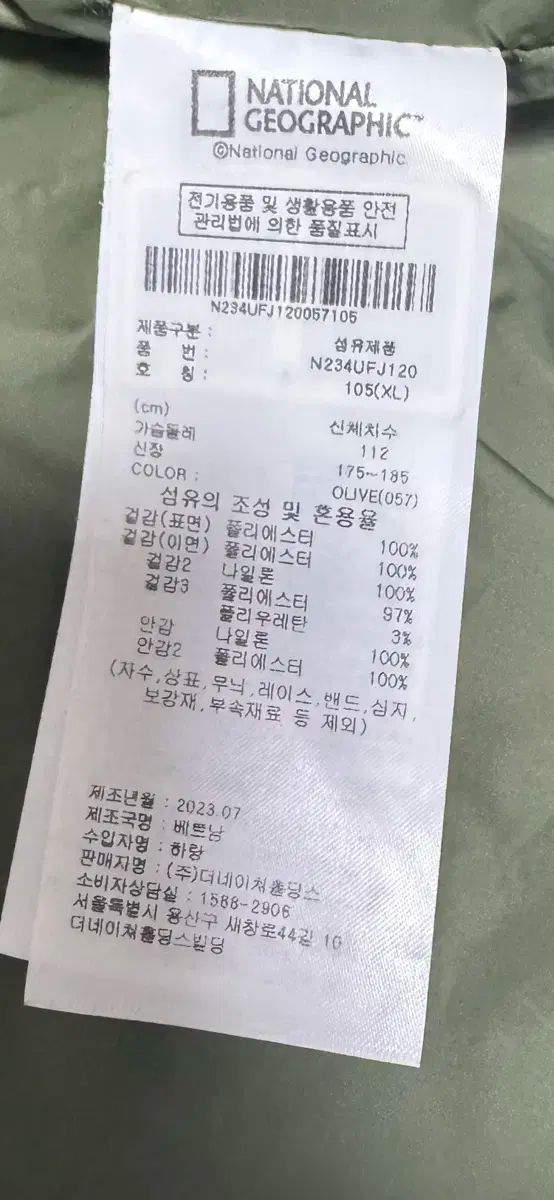 NATIONAL
GEOGRAPHIC™
©National Geographic
전기용품 및 생활용품 안전
관리법에 의한 품질표시
N234UFJ120057105
제품구분 : 섬유제품
품 번 : N234UFJ120
호 칭 : 105(XL)
(cm) 신체치수
가슴둘레 112
신장 175~185
COLOR : OLIVE(057)
섬유의 조성 및 혼용율
겉감(표면) 폴리에스터 100%
겉감(이면) 폴리에스터 100%
겉감2 나일론 100%
겉감3 폴리에스터 97%
폴리우레탄 3%
안감 나일론 100%
안감2 폴리에스터 100%
(자수,상표,무늬,레이스,밴드,심지,
보강재,부속재료 등 제외)
제조년월 : 2023.07
제조국명 : 베트남
수입자명 : 하랑
판매자명 : (주)더네이쳐홀딩스
소비자상담실 : 1588-2906
서울특별시 용산구 새창로44길 10
더네이쳐홀딩스빌딩